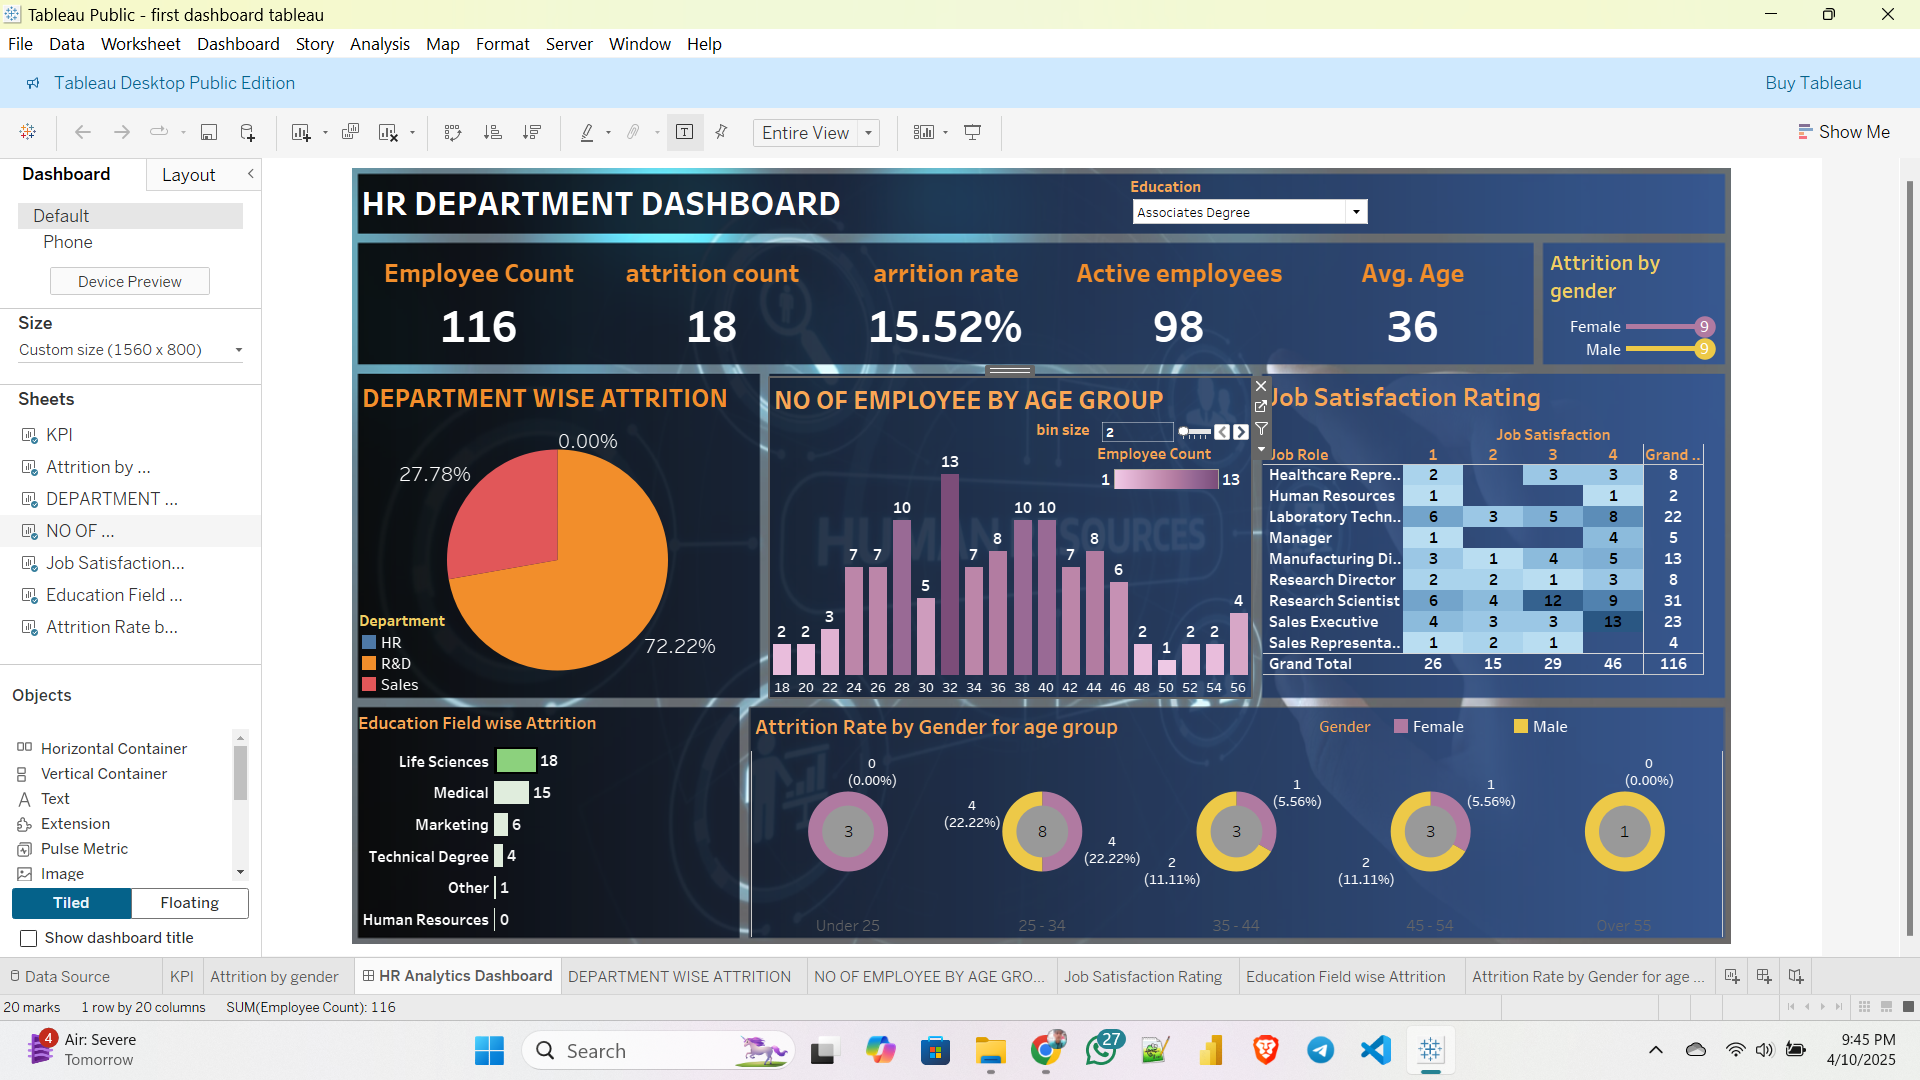 Tableau Public - first dashboard tableau
File Data Worksheet Dashboard Story Analysis Map Format Server Window Help
Tableau Desktop Public Edition
Buy Tableau
Entire View
Show Me
Dashboard
Layout
Default
Phone
Device Preview
Size
Custom size (1560 x 800)
Sheets
KPI
Attrition by ...
DEPARTMENT ...
NO OF ...
Job Satisfaction...
Education Field ...
Attrition Rate b...
Objects
Horizontal Container
Vertical Container
Text
Extension
Pulse Metric
Image
Tiled
Floating
Show dashboard title
HR DEPARTMENT DASHBOARD
Education
Associates Degree
Employee Count attrition count arrition rate Active employees Avg. Age
116 18 15.52% 98 36
Attrition by
gender
Female 9
Male 9
DEPARTMENT WISE ATTRITION
0.00%
27.78%
72.22%
Department
HR
R&D
Sales
NO OF EMPLOYEE BY AGE GROUP
bin size 2
Employee Count
1 13
2 2 3 7 7 10 5 13 7 8 10 10 7 8 6 2 1 2 2 4
18 20 22 24 26 28 30 32 34 36 38 40 42 44 46 48 50 52 54 56
HUMAN RESOURCES
Job Satisfaction Rating
Job Satisfaction
Job Role 1 2 3 4 Grand ..
Healthcare Repre.. 2 3 3 8
Human Resources 1 1 2
Laboratory Techn.. 6 3 5 8 22
Manager 1 4 5
Manufacturing Di.. 3 1 4 5 13
Research Director 2 2 1 3 8
Research Scientist 6 4 12 9 31
Sales Executive 4 3 3 13 23
Sales Representa.. 1 2 1 4
Grand Total 26 15 29 46 116
Education Field wise Attrition
Life Sciences 18
Medical 15
Marketing 6
Technical Degree 4
Other 1
Human Resources 0
Attrition Rate by Gender for age group
Gender Female Male
0
(0.00%)
3
Under 25
4
(22.22%)
8
4
(22.22%)
25 - 34
1
(5.56%)
3
2
(11.11%)
35 - 44
1
(5.56%)
3
2
(11.11%)
45 - 54
0
(0.00%)
1
Over 55
Data Source
KPI
Attrition by gender
HR Analytics Dashboard
DEPARTMENT WISE ATTRITION
NO OF EMPLOYEE BY AGE GRO...
Job Satisfaction Rating
Education Field wise Attrition
Attrition Rate by Gender for age ...
20 marks 1 row by 20 columns SUM(Employee Count): 116
4
Air: Severe
Tomorrow
Search
27
9:45 PM
4/10/2025